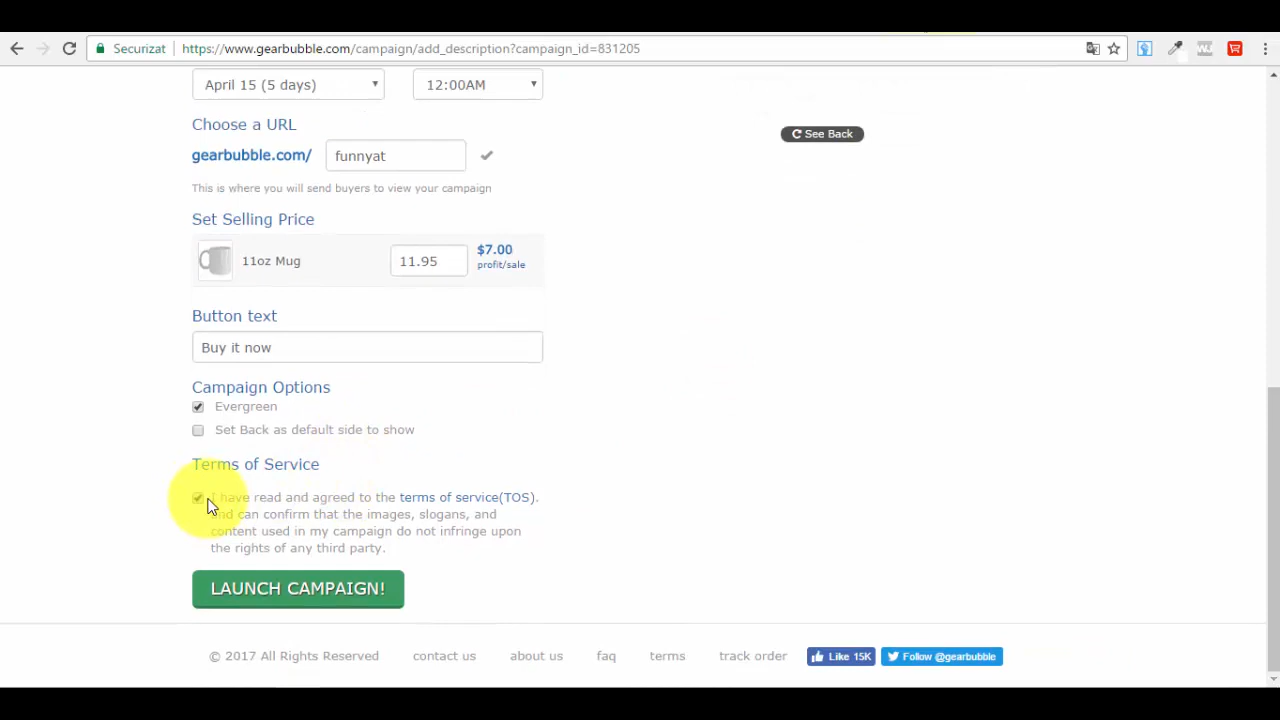 Securizat
https://www.gearbubble.com/campaign/add_description?campaign_id=831205
April 15 (5 days)
12:00AM
See Back
Choose a URL
gearbubble.com/
funnyat
This is where you will send buyers to view your campaign
Set Selling Price
11oz Mug
11.95
$7.00
profit/sale
Button text
Buy it now
Campaign Options
Evergreen
Set Back as default side to show
Terms of Service
I have read and agreed to the terms of service(TOS).
and can confirm that the images, slogans, and
content used in my campaign do not infringe upon
the rights of any third party.
LAUNCH CAMPAIGN!
© 2017 All Rights Reserved
contact us
about us
faq
terms
track order
Like 15K
Follow @gearbubble